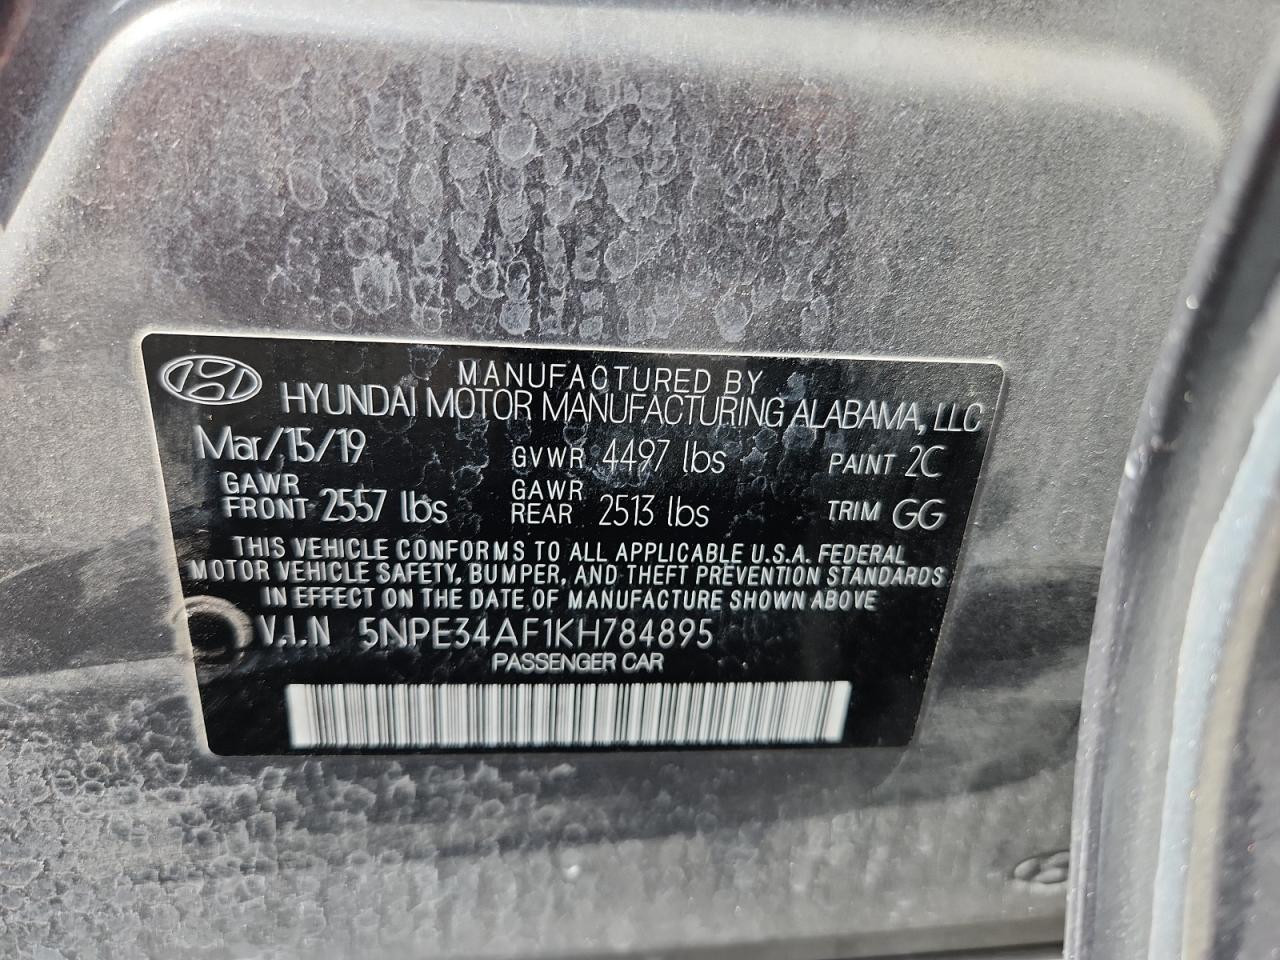 MANUFACTURED BY
HYUNDAI MOTOR MANUFACTURING ALABAMA, LLC
Mar/15/19 GVWR 4497 lbs PAINT 2C
GAWR FRONT 2557 lbs GAWR REAR 2513 lbs TRIM GG
THIS VEHICLE CONFORMS TO ALL APPLICABLE U.S.A. FEDERAL
MOTOR VEHICLE SAFETY, BUMPER, AND THEFT PREVENTION STANDARDS
IN EFFECT ON THE DATE OF MANUFACTURE SHOWN ABOVE
V.I.N 5NPE34AF1KH784895
PASSENGER CAR